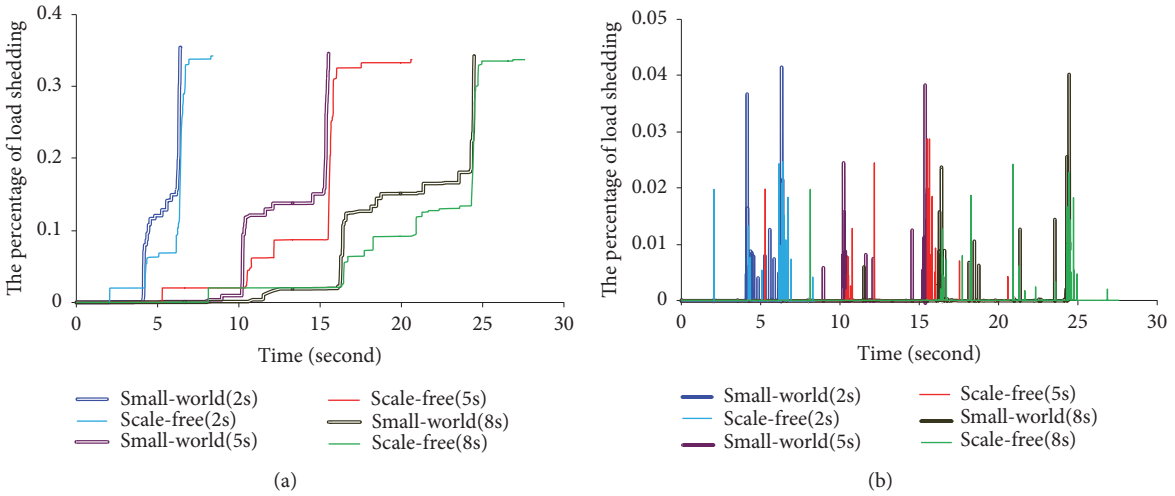 The percentage of load shedding
0.4
0.3
0.2
0.1
0
0 5 10 15 20 25 30
Time (second)
Small-world(2s)
Scale-free(2s)
Small-world(5s)
Scale-free(5s)
Small-world(8s)
Scale-free(8s)
(a)
The percentage of load shedding
0.05
0.04
0.03
0.02
0.01
0.000
0 5 10 15 20 25 30
Time (second)
Small-world(2s)
Scale-free(2s)
Small-world(5s)
Scale-free(5s)
Small-world(8s)
Scale-free(8s)
(b)